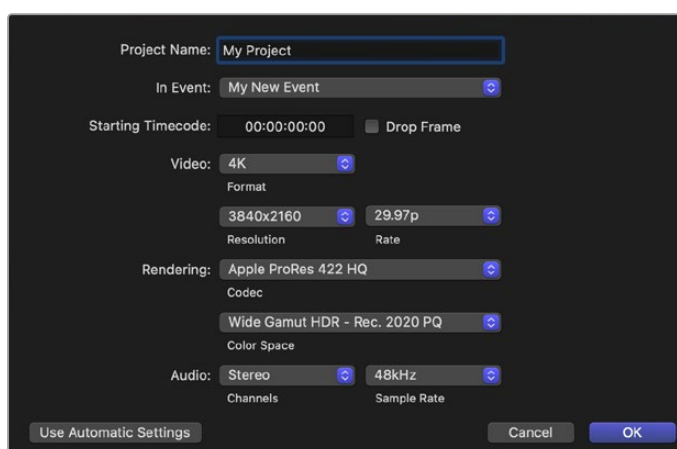 Project Name: My Project
In Event: My New Event
Starting Timecode: 00:00:00:00 Drop Frame
Video: 4K
Format
3840x2160 29.97p
Resolution Rate
Rendering: Apple ProRes 422 HQ
Codec
Wide Gamut HDR - Rec. 2020 PQ
Color Space
Audio: Stereo 48kHz
Channels Sample Rate
Use Automatic Settings Cancel OK